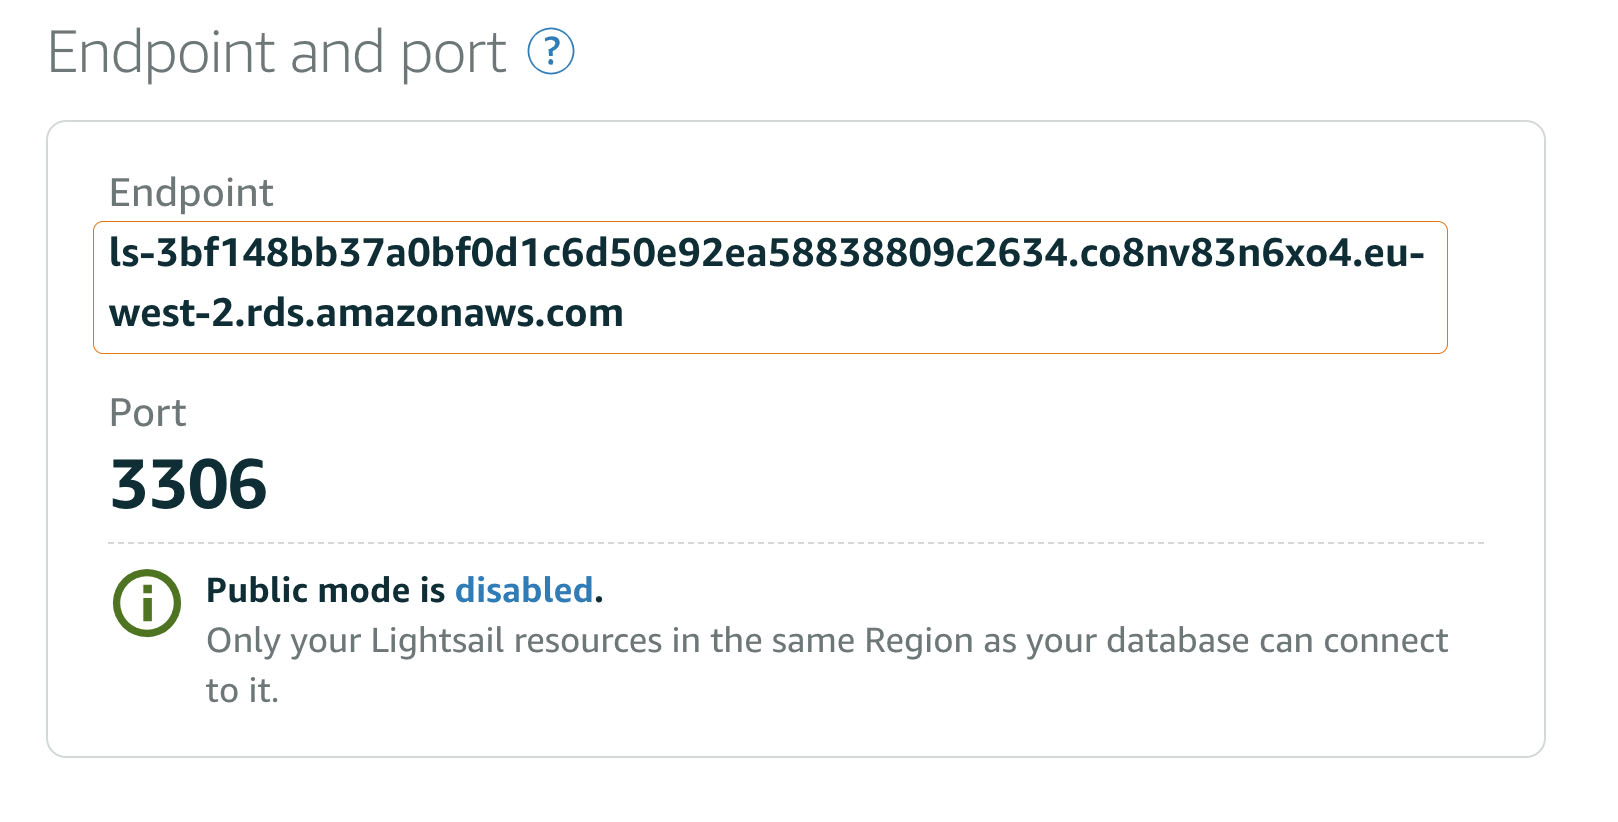 Endpoint and port ?
Endpoint
ls-3bf148bb37a0bf0d1c6d50e92ea58838809c2634.co8nv83n6xo4.eu-
west-2.rds.amazonaws.com
Port
3306
Public mode is disabled.
Only your Lightsail resources in the same Region as your database can connect
to it.